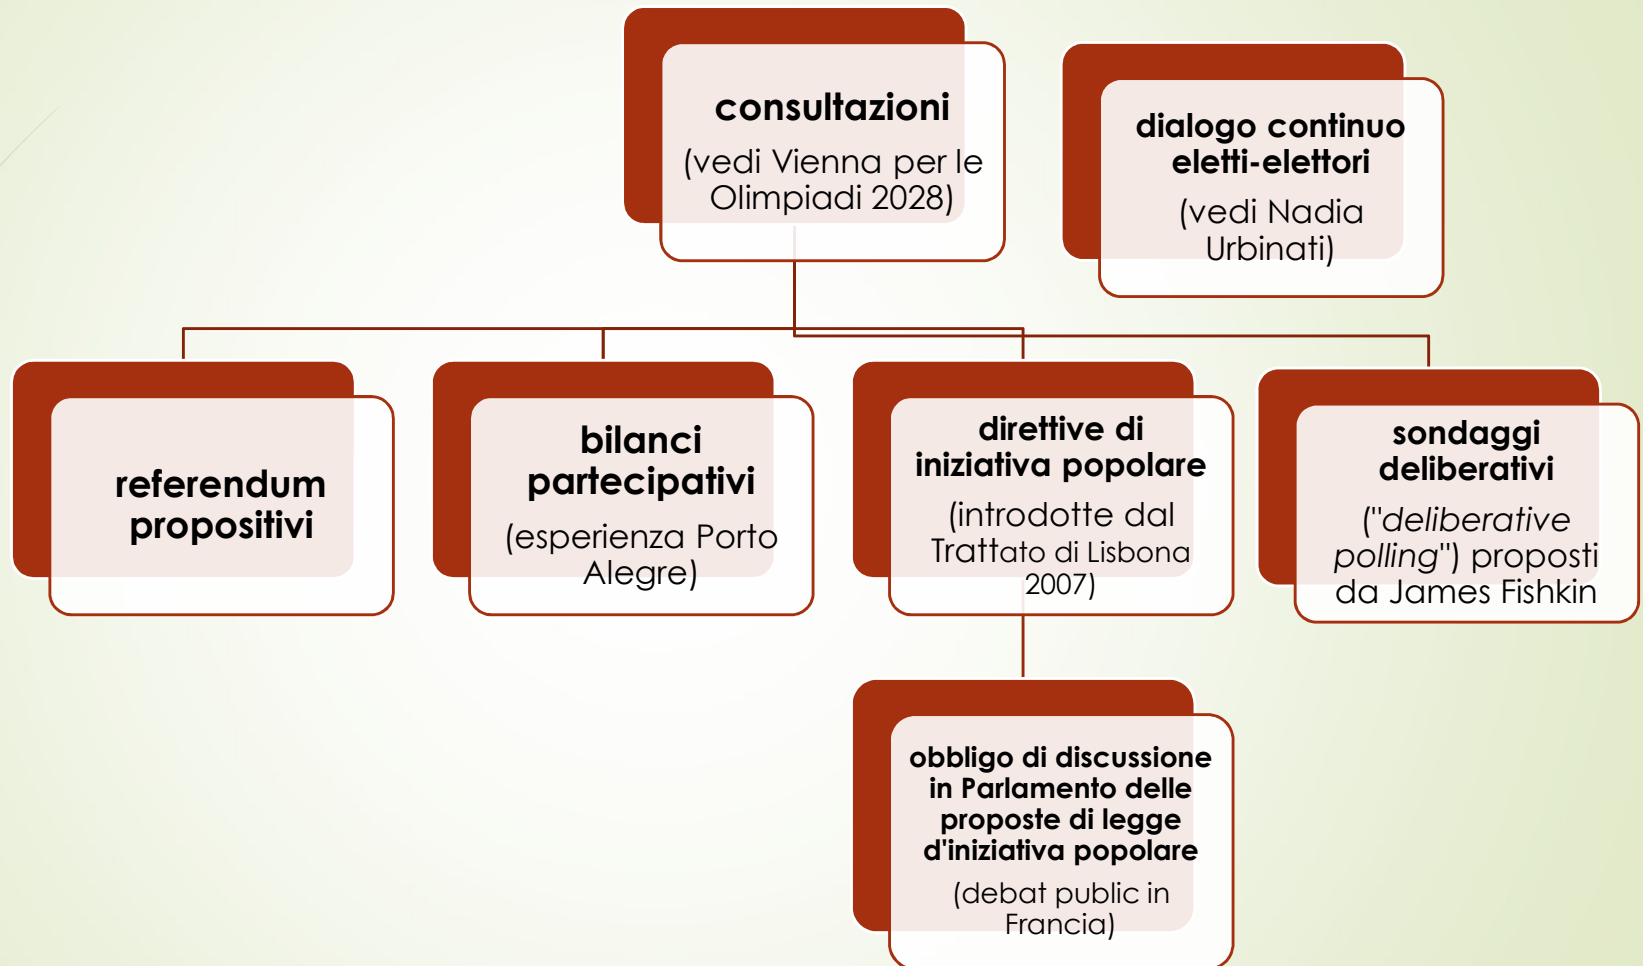 consultazioni
(vedi Vienna per le
Olimpiadi 2028)
dialogo continuo
eletti-elettori
(vedi Nadia
Urbinati)
referendum
propositivi
bilanci
partecipativi
(esperienza Porto
Alegre)
direttive di
iniziativa popolare
(introdotte dal
Trattato di Lisbona
2007)
sondaggi
deliberativi
("deliberative
polling") proposti
da James Fishkin
obbligo di discussione
in Parlamento delle
proposte di legge
d'iniziativa popolare
(debat public in
Francia)